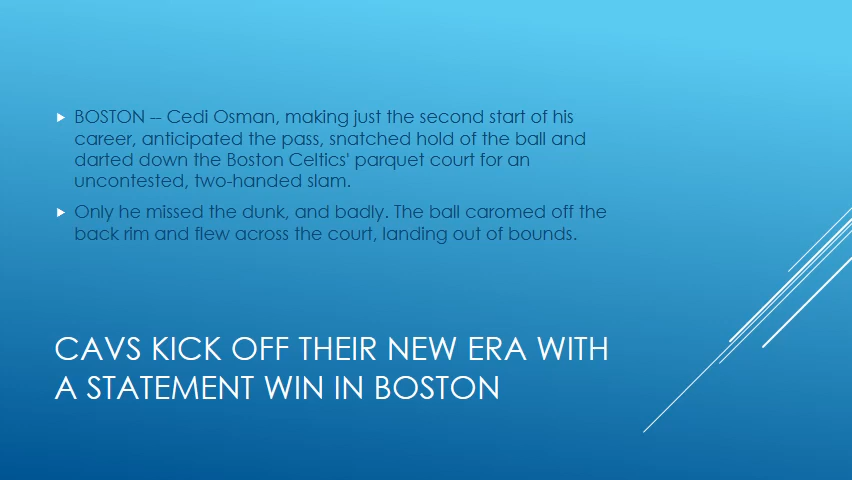 BOSTON -- Cedi Osman, making just the second start of his
career, anticipated the pass, snatched hold of the ball and
darted down the Boston Celtics' parquet court for an
uncontested, two-handed slam.
Only he missed the dunk, and badly. The ball caromed off the
back rim and flew across the court, landing out of bounds.
CAVS KICK OFF THEIR NEW ERA WITH
A STATEMENT WIN IN BOSTON